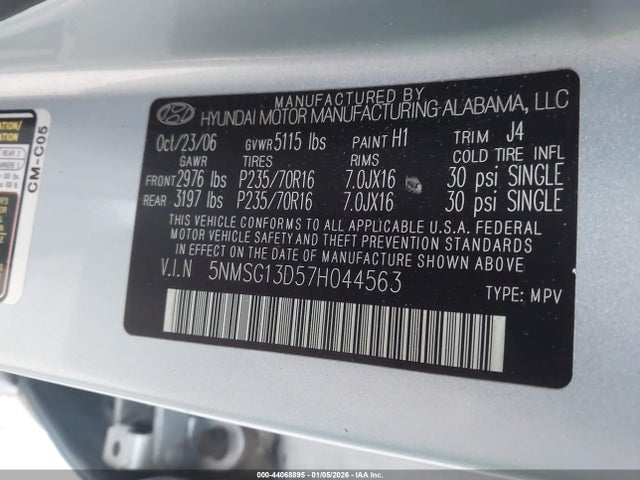 MANUFACTURED BY
HYUNDAI MOTOR MANUFACTURING ALABAMA, LLC
Oct/23/06 GVWR 5115 lbs PAINT H1 TRIM J4
GAWR TIRES RIMS COLD TIRE INFL
FRONT 2976 lbs P235/70R16 7.0JX16 30 psi SINGLE
REAR 3197 lbs P235/70R16 7.0JX16 30 psi SINGLE
THIS VEHICLE CONFORMS TO ALL APPLICABLE U.S.A. FEDERAL
MOTOR VEHICLE SAFETY AND THEFT PREVENTION STANDARDS
IN EFFECT ON THE DATE OF MANUFACTURE SHOWN ABOVE.
V.I.N 5NMSG13D57H044563
TYPE: MPV
CM-C05
000-44068895 - 01/05/2026 - IAAI.COM